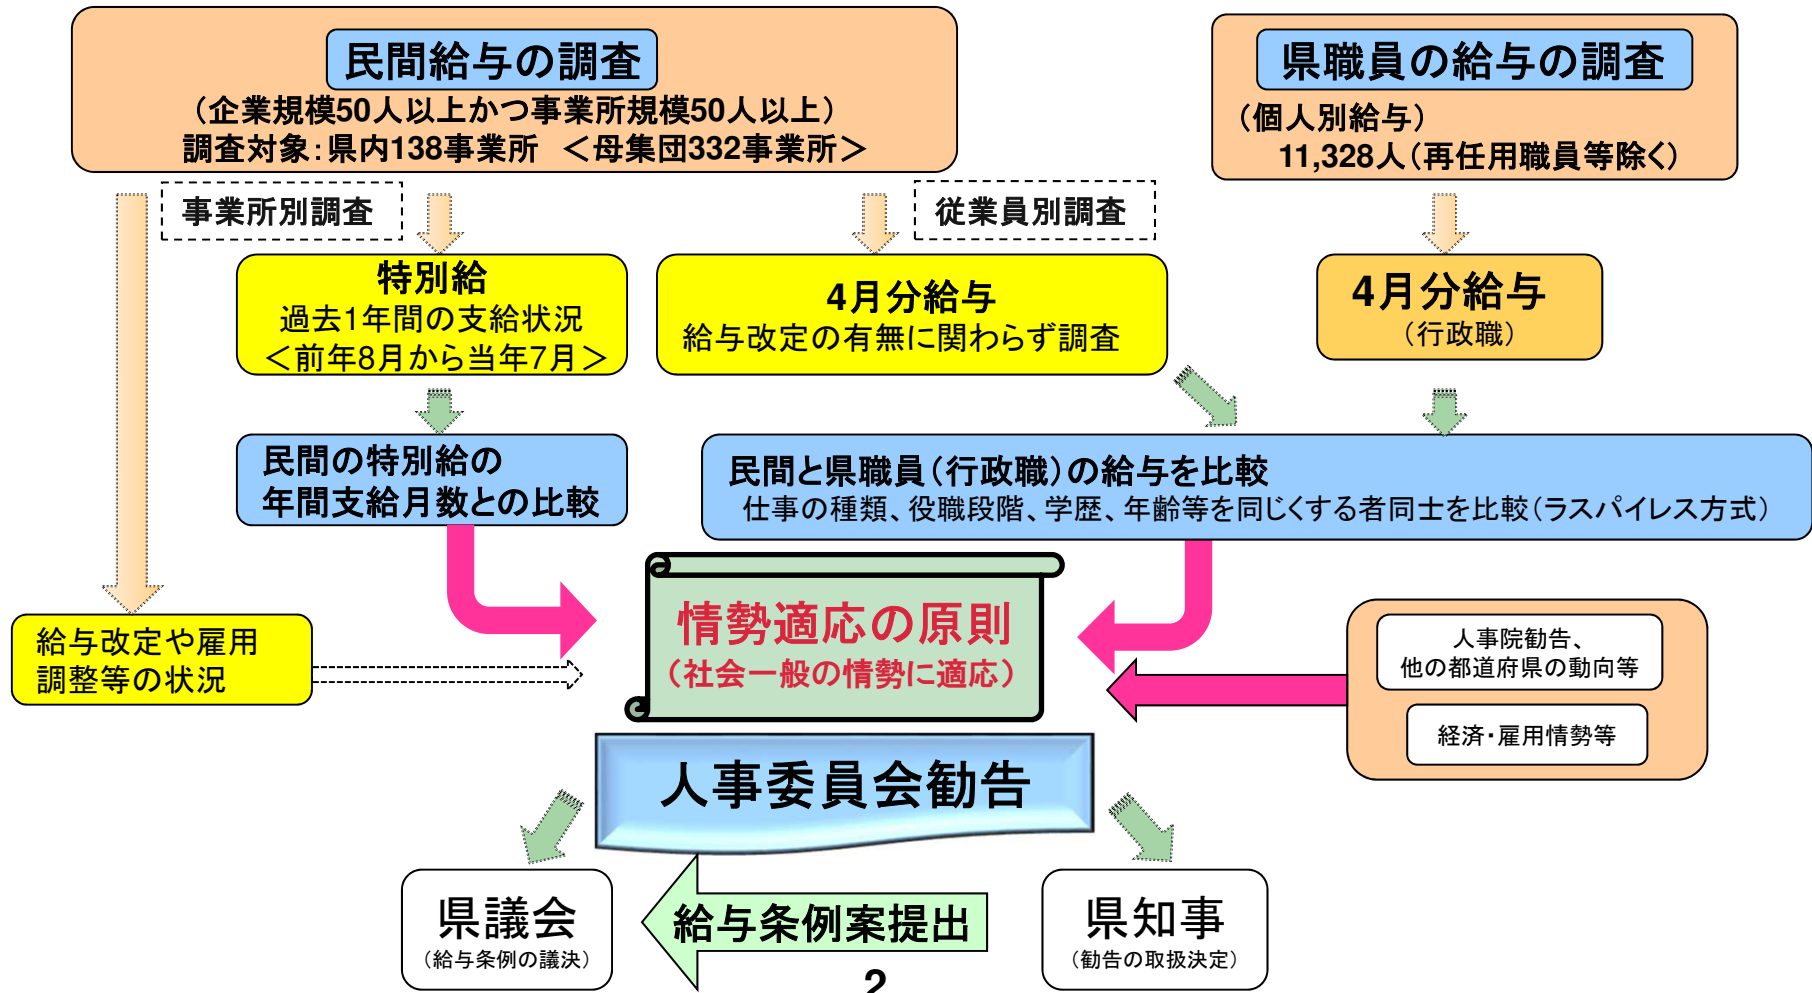 民間給与の調査
（企業規模50人以上かつ事業所規模50人以上）
調査対象：県内138事業所　＜母集団332事業所＞
県職員の給与の調査
（個人別給与）
11,328人（再任用職員等除く）
事業所別調査
従業員別調査
特別給
過去1年間の支給状況
＜前年8月から当年7月＞
4月分給与
給与改定の有無に関わらず調査
4月分給与
（行政職）
民間の特別給の
年間支給月数との比較
民間と県職員（行政職）の給与を比較
仕事の種類、役職段階、学歴、年齢等を同じくする者同士を比較（ラスパイレス方式）
情勢適応の原則
（社会一般の情勢に適応）
給与改定や雇用
調整等の状況
人事院勧告、
他の都道府県の動向等
経済・雇用情勢等
人事委員会勧告
県議会
（給与条例の議決）
給与条例案提出
県知事
（勧告の取扱決定）
2